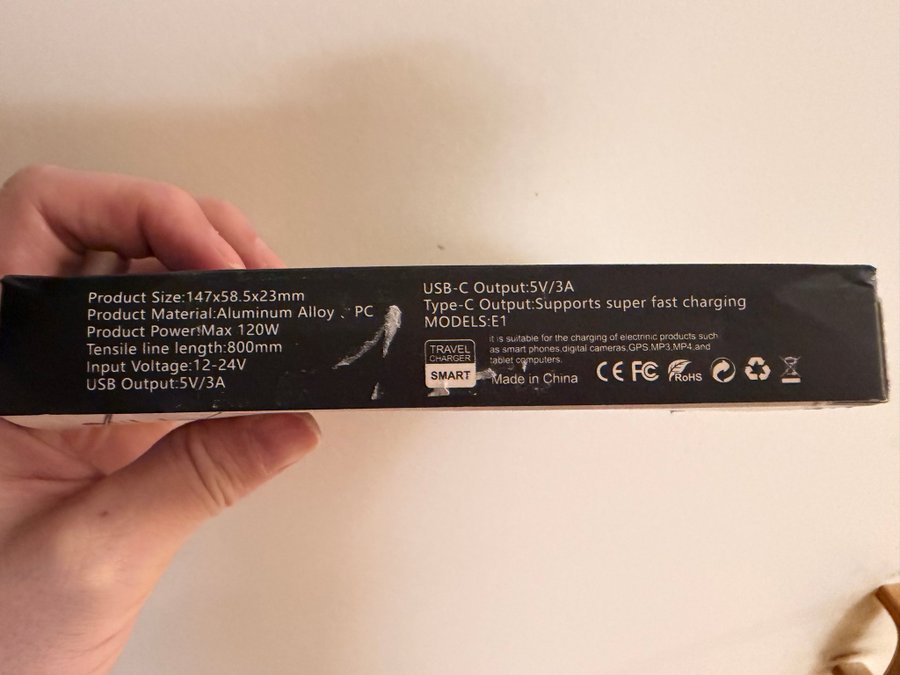 Product Size:147x58.5x23mm
Product Material:Aluminum Alloy 、 PC
Product Power:Max 120W
Tensile line length:800mm
Input Voltage:12-24V
USB Output:5V/3A
USB-C Output:5V/3A
Type-C Output:Supports super fast charging
MODELS:E1
TRAVEL
CHARGER
SMART
it is suitable for the charging of electrinic products such
as smart phones,digital cameras,GPS,MP3,MP4,and
tablet computers.
Made in China
CE FC RoHS